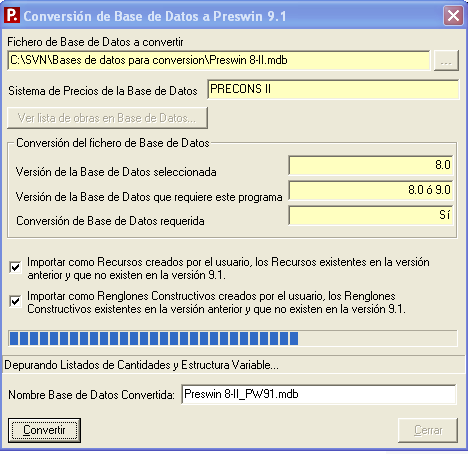 P. Conversión de Base de Datos a Preswin 9.1
Fichero de Base de Datos a convertir
C:\SVN\Bases de datos para conversion\Preswin 8-II.mdb ...
Sistema de Precios de la Base de Datos PRECONS II
Ver lista de obras en Base de Datos...
Conversión del fichero de Base de Datos
Versión de la Base de Datos seleccionada 8.0
Versión de la Base de Datos que requiere este programa 8.0 ó 9.0
Conversión de Base de Datos requerida Sí
Importar como Recursos creados por el usuario, los Recursos existentes en la versión
anterior y que no existen en la versión 9.1.
Importar como Renglones Constructivos creados por el usuario, los Renglones
Constructivos existentes en la versión anterior y que no existen en la versión 9.1.
Depurando Listados de Cantidades y Estructura Variable...
Nombre Base de Datos Convertida: Preswin 8-II_PW91.mdb
Convertir Cerrar